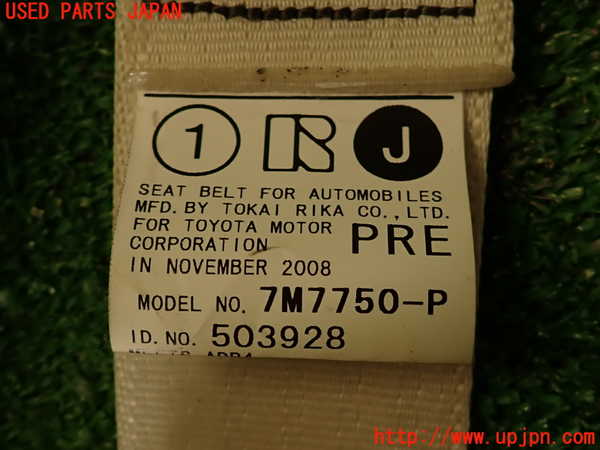 USED PARTS JAPAN
1 R J
SEAT BELT FOR AUTOMOBILES
MFD. BY TOKAI RIKA CO., LTD.
FOR TOYOTA MOTOR
CORPORATION PRE
IN NOVEMBER 2008
MODEL NO. 7M7750-P
ID. NO. 503928
http://www.upjpn.com/